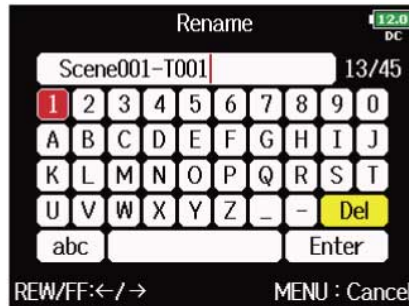 Rename
12.0
DC
Scene001-T001 13/45
1 2 3 4 5 6 7 8 9 0
A B C D E F G H I J
K L M N O P Q R S T
U V W X Y Z _ - Del
abc Enter
REW/FF:←/→ MENU : Cancel